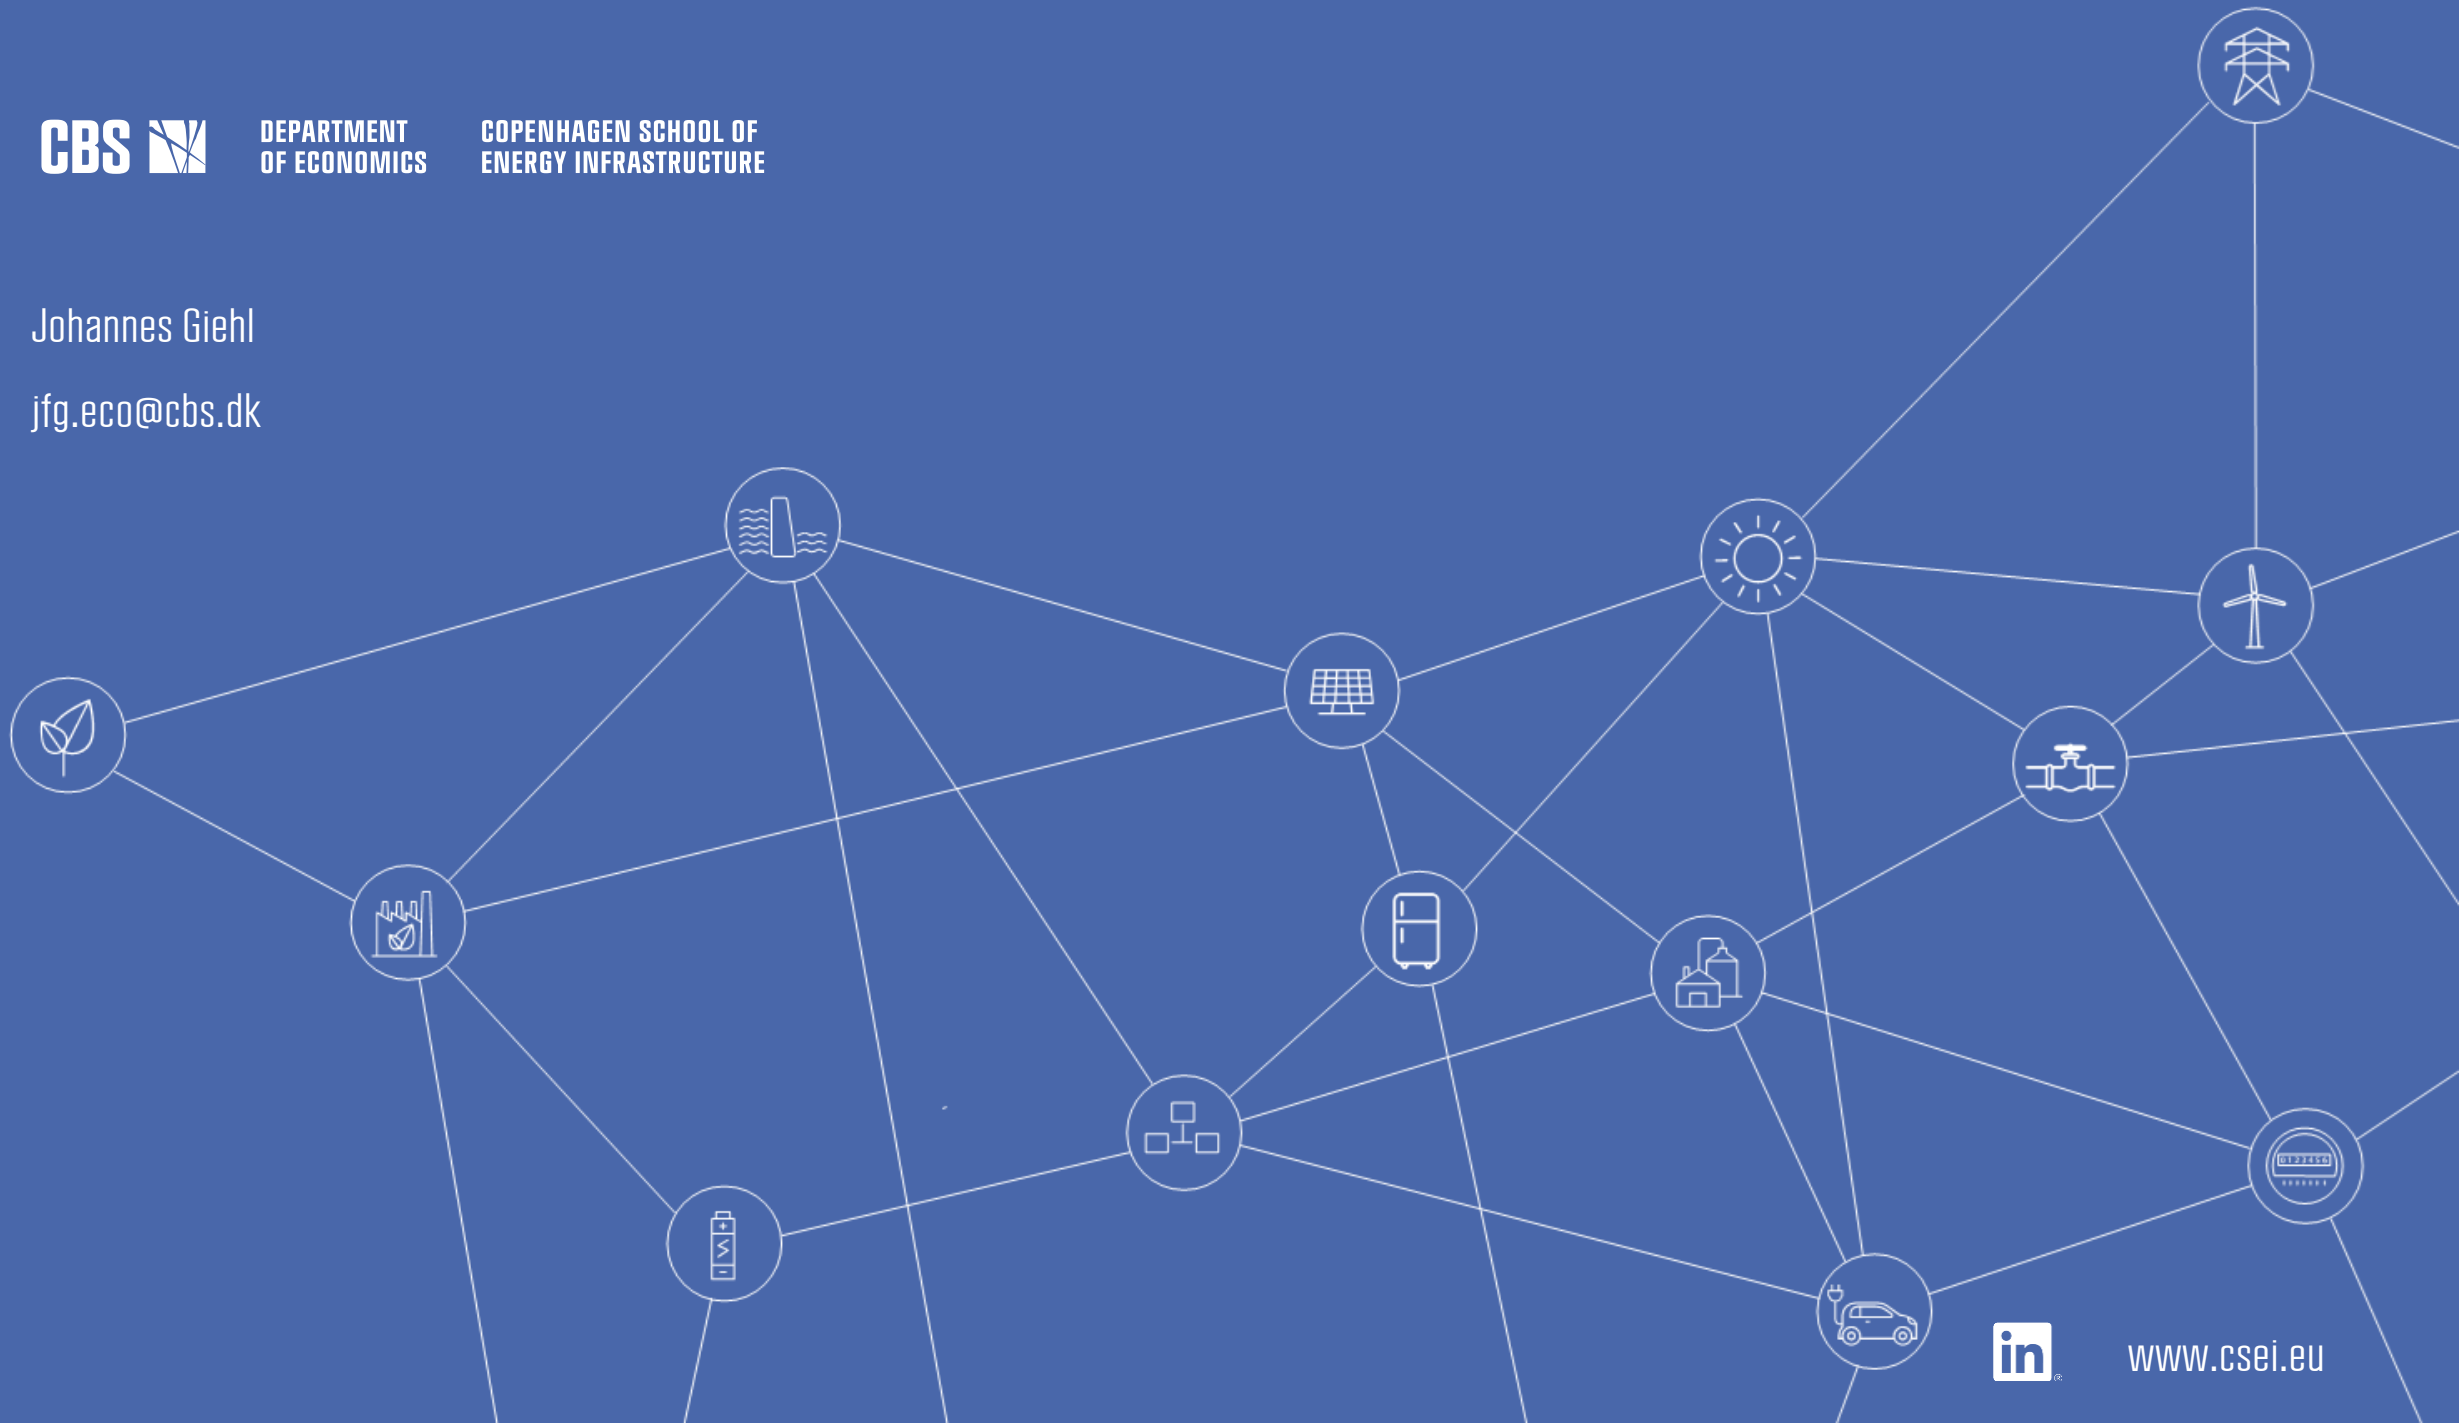 CBS
DEPARTMENT
OF ECONOMICS
COPENHAGEN SCHOOL OF
ENERGY INFRASTRUCTURE
Johannes Giehl
jfg.eco@cbs.dk
0123456
in
www.csei.eu